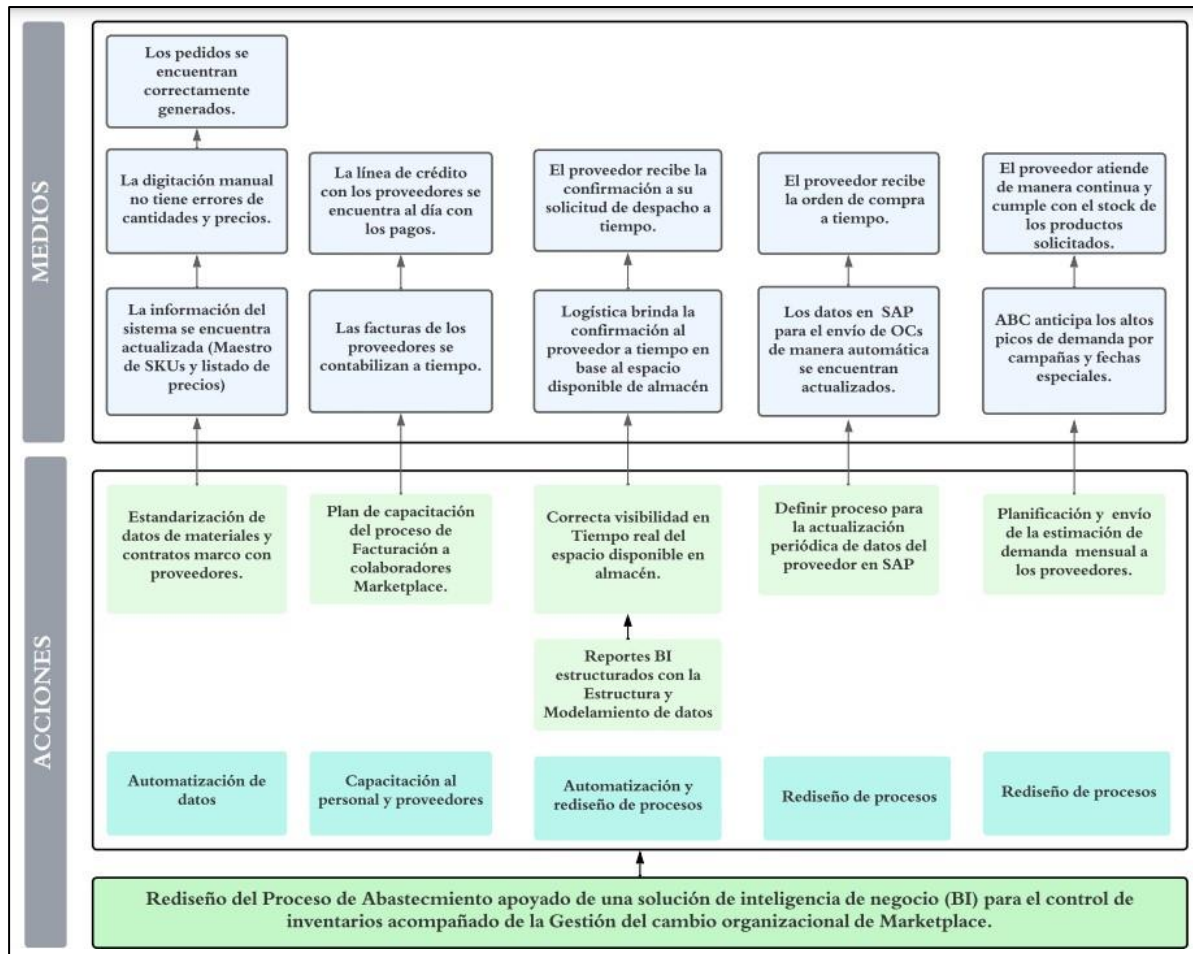 MEDIOS
Los pedidos se
encuentran
correctamente
generados.
La digitación manual
no tiene errores de
cantidades y precios.
La línea de crédito
con los proveedores se
encuentra al día con
los pagos.
El proveedor recibe la
confirmación a su
solicitud de despacho a
tiempo.
El proveedor recibe
la orden de compra
a tiempo.
El proveedor atiende
de manera continua y
cumple con el stock de
los productos
solicitados.
La información del
sistema se encuentra
actualizada (Maestro
de SKUs y listado de
precios)
Las facturas de los
proveedores se
contabilizan a tiempo.
Logística brinda la
confirmación al
proveedor a tiempo en
base al espacio
disponible de almacén
Los datos en SAP
para el envío de OCs
de manera automática
se encuentran
actualizados.
ABC anticipa los altos
picos de demanda por
campañas y fechas
especiales.
ACCIONES
Estandarización de
datos de materiales y
contratos marco con
proveedores.
Plan de capacitación
del proceso de
Facturación a
colaboradores
Marketplace.
Correcta visibilidad en
Tiempo real del
espacio disponible en
almacén.
Definir proceso para
la actualización
periódica de datos del
proveedor en SAP
Planificación y envío
de la estimación de
demanda mensual a
los proveedores.
Reportes BI
estructurados con la
Estructura y
Modelamiento de datos
Automatización de
datos
Capacitación al
personal y proveedores
Automatización y
rediseño de procesos
Rediseño de procesos
Rediseño de procesos
Rediseño del Proceso de Abastecmiento apoyado de una solución de inteligencia de negocio (BI) para el control de
inventarios acompañado de la Gestión del cambio organizacional de Marketplace.